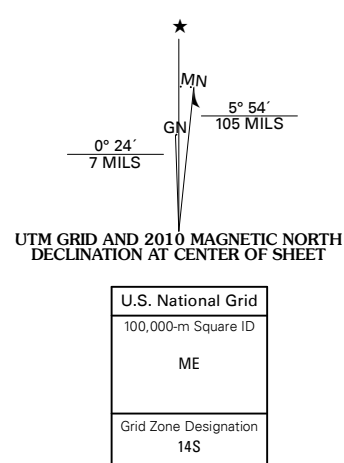 ★
MN
GN
5° 54´
105 MILS
0° 24´
7 MILS
UTM GRID AND 2010 MAGNETIC NORTH
DECLINATION AT CENTER OF SHEET
U.S. National Grid
100,000-m Square ID
ME
Grid Zone Designation
14S